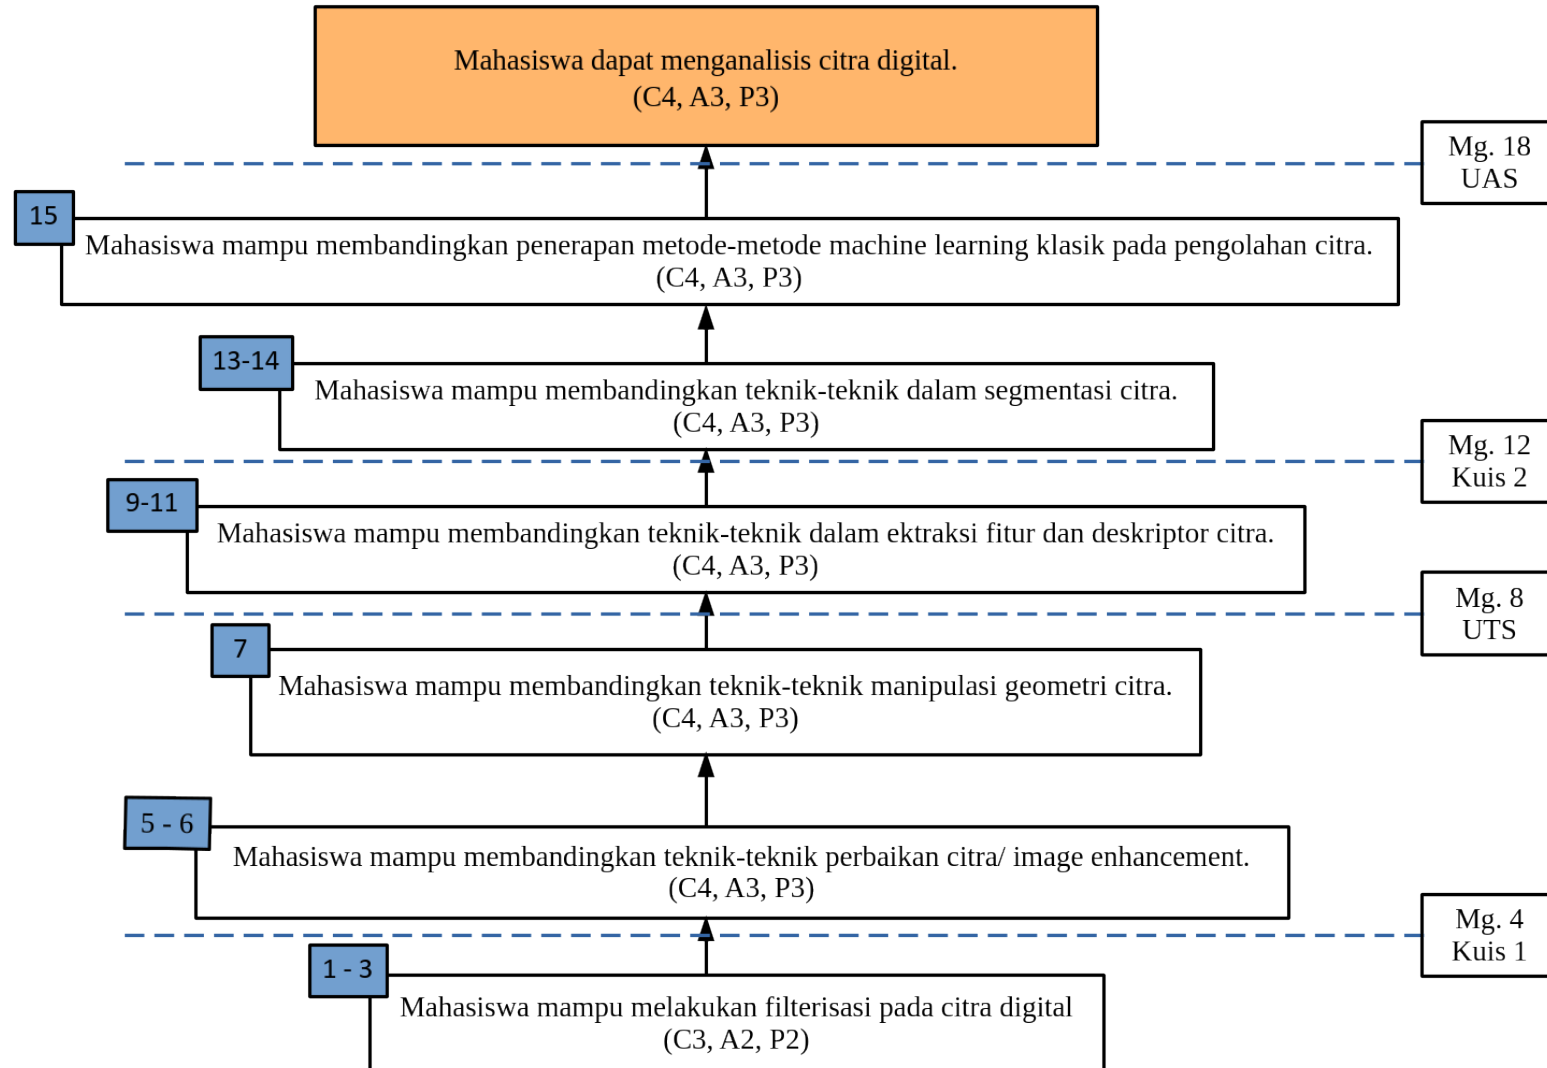 Mahasiswa dapat menganalisis citra digital.
(C4, A3, P3)
Mg. 18
UAS
15
Mahasiswa mampu membandingkan penerapan metode-metode machine learning klasik pada pengolahan citra.
(C4, A3, P3)
13-14
Mahasiswa mampu membandingkan teknik-teknik dalam segmentasi citra.
(C4, A3, P3)
Mg. 12
Kuis 2
9-11
Mahasiswa mampu membandingkan teknik-teknik dalam ektraksi fitur dan deskriptor citra.
(C4, A3, P3)
Mg. 8
UTS
7
Mahasiswa mampu membandingkan teknik-teknik manipulasi geometri citra.
(C4, A3, P3)
5 - 6
Mahasiswa mampu membandingkan teknik-teknik perbaikan citra/ image enhancement.
(C4, A3, P3)
Mg. 4
Kuis 1
1 - 3
Mahasiswa mampu melakukan filterisasi pada citra digital
(C3, A2, P2)